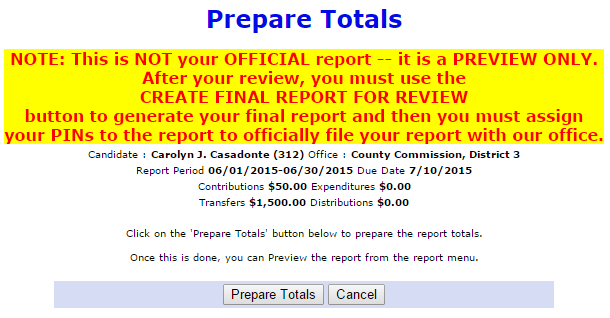 Prepare Totals
NOTE: This is NOT your OFFICIAL report -- it is a PREVIEW ONLY.
After your review, you must use the
CREATE FINAL REPORT FOR REVIEW
button to generate your final report and then you must assign
your PINs to the report to officially file your report with our office.
Candidate : Carolyn J. Casadonte (312) Office : County Commission, District 3
Report Period 06/01/2015-06/30/2015 Due Date 7/10/2015
Contributions $50.00 Expenditures $0.00
Transfers $1,500.00 Distributions $0.00
Click on the 'Prepare Totals' button below to prepare the report totals.
Once this is done, you can Preview the report from the report menu.
Prepare Totals Cancel